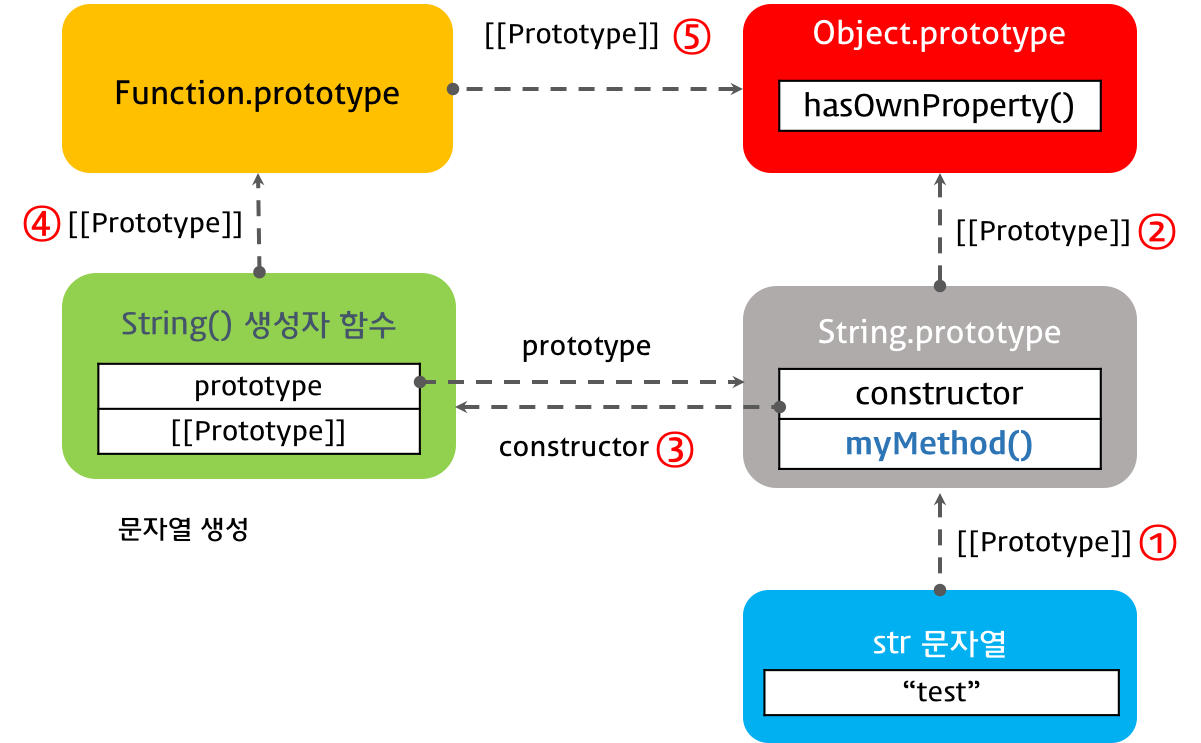 Function.prototype
[[Prototype]] ⑤
Object.prototype
hasOwnProperty()
④ [[Prototype]]
[[Prototype]] ②
String() 생성자 함수
prototype
[[Prototype]]
prototype
constructor ③
String.prototype
constructor
myMethod()
문자열 생성
[[Prototype]] ①
str 문자열
“test”